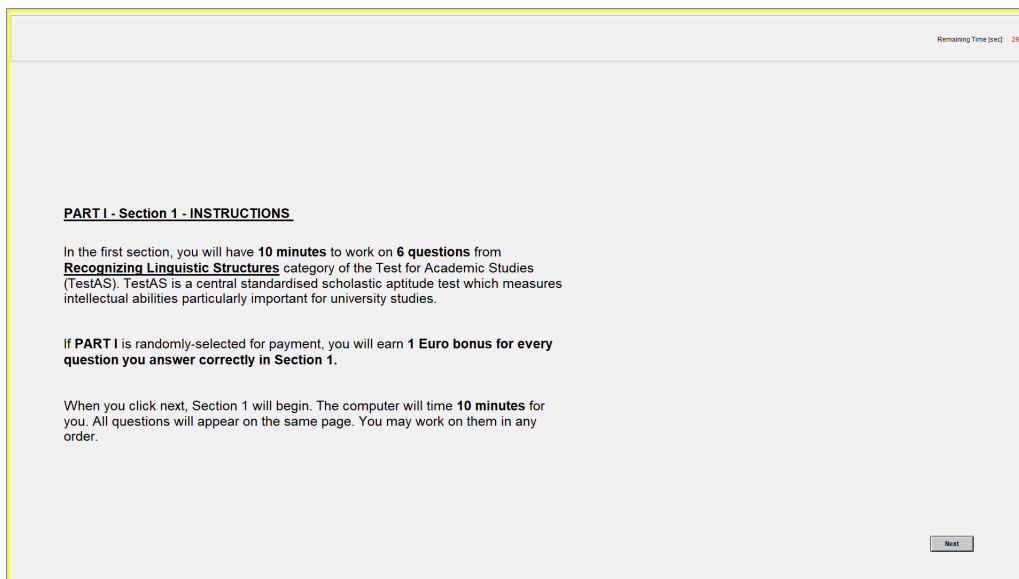 Remaining Time [sec]: 29
PART I - Section 1 - INSTRUCTIONS
In the first section, you will have 10 minutes to work on 6 questions from
Recognizing Linguistic Structures category of the Test for Academic Studies
(TestAS). TestAS is a central standardised scholastic aptitude test which measures
intellectual abilities particularly important for university studies.
If PART I is randomly-selected for payment, you will earn 1 Euro bonus for every
question you answer correctly in Section 1.
When you click next, Section 1 will begin. The computer will time 10 minutes for
you. All questions will appear on the same page. You may work on them in any
order.
Next